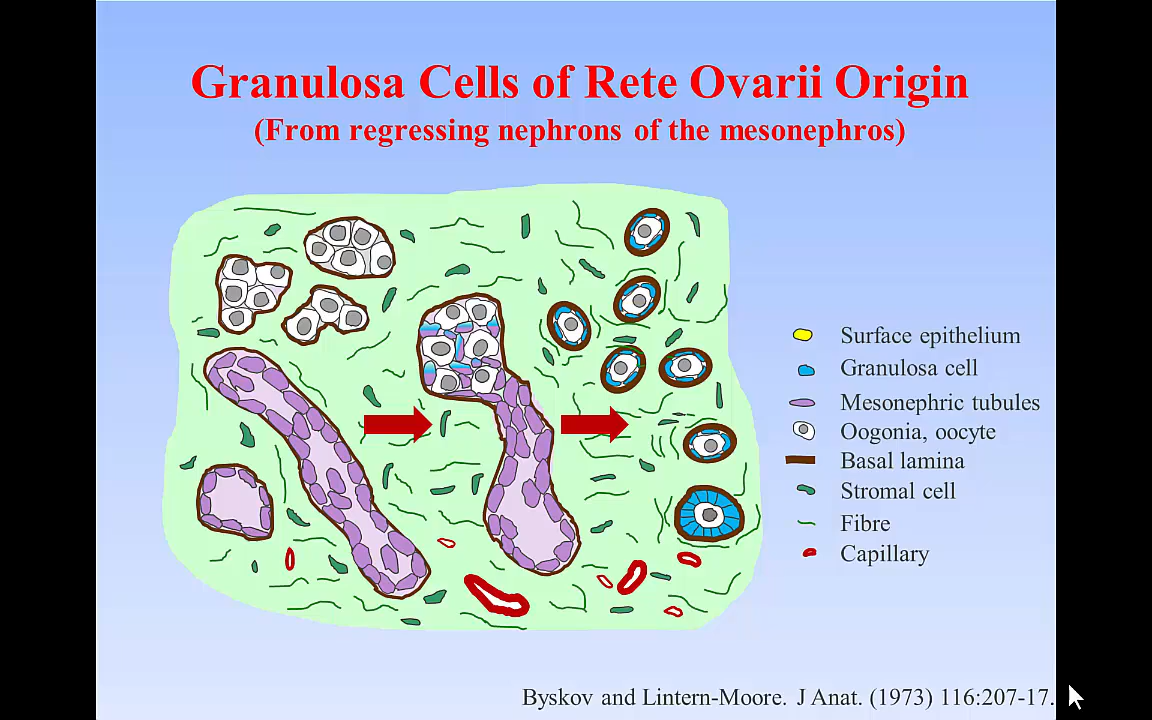 Granulosa Cells of Rete Ovarii Origin
(From regressing nephrons of the mesonephros)
Surface epithelium
Granulosa cell
Mesonephric tubules
Oogonia, oocyte
Basal lamina
Stromal cell
Fibre
Capillary
Byskov and Lintern-Moore. J Anat. (1973) 116:207-17.